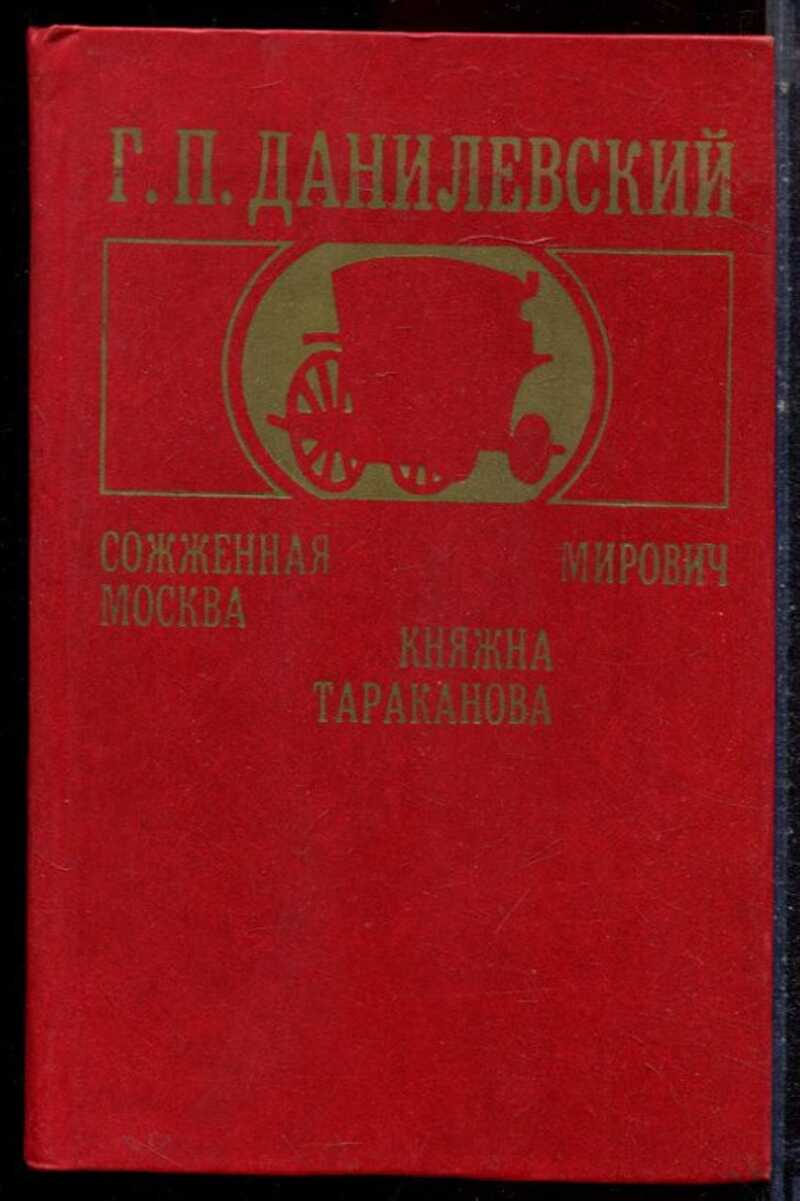 Г. П. ДАНИЛЕВСКИЙ
СОЖЖЕННАЯ
МОСКВА
МИРОВИЧ
КНЯЖНА
ТАРАКАНОВА